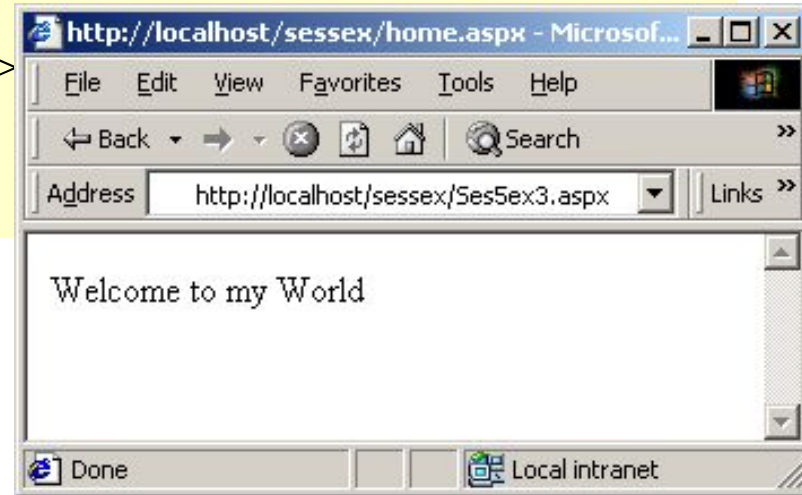 http://localhost/sessex/home.aspx - Microsof...
>
File Edit View Favorites Tools Help
Back Search »
Address http://localhost/sessex/Ses5ex3.aspx Links »
Welcome to my World
Done Local intranet